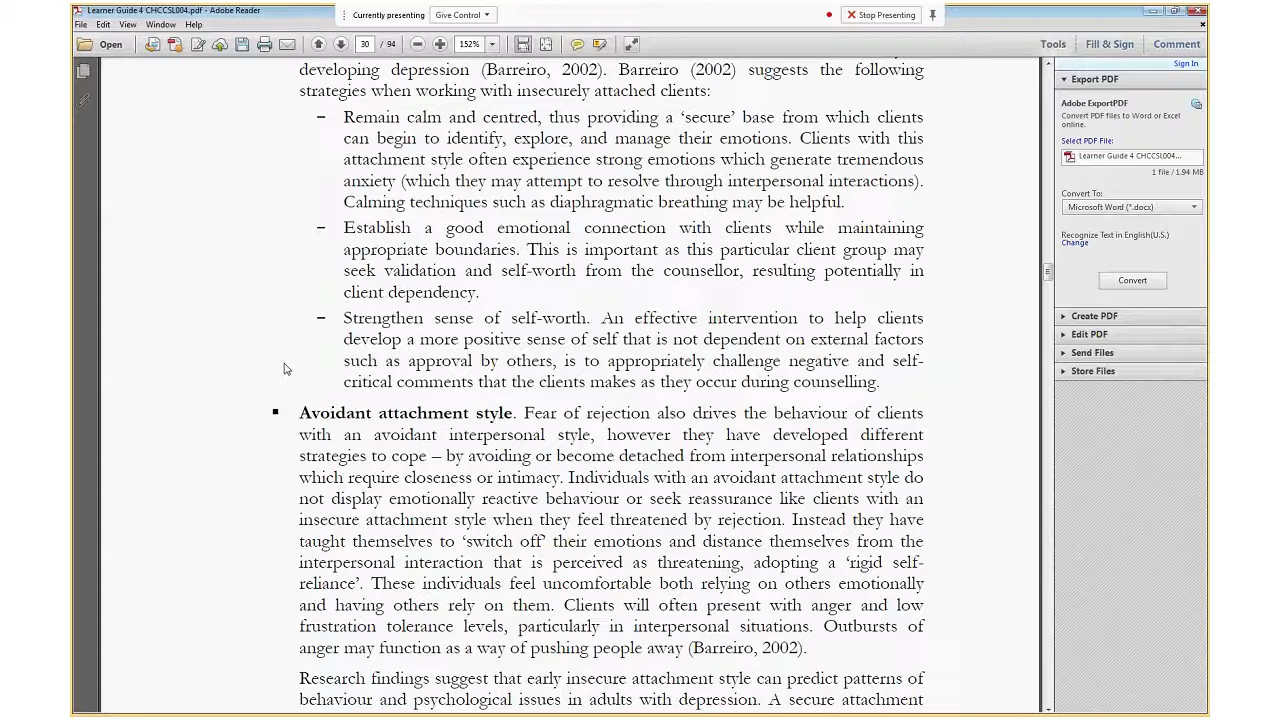 Learner Guide 4 CHCCSL004.pdf - Adobe Reader
Currently presenting Give Control Stop Presenting
File Edit View Window Help
Open 30 / 94 152% Tools Fill & Sign Comment
Sign In
developing depression (Barreiro, 2002). Barreiro (2002) suggests the following
strategies when working with insecurely attached clients:
– Remain calm and centred, thus providing a ‘secure’ base from which clients
can begin to identify, explore, and manage their emotions. Clients with this
attachment style often experience strong emotions which generate tremendous
anxiety (which they may attempt to resolve through interpersonal interactions).
Calming techniques such as diaphragmatic breathing may be helpful.
– Establish a good emotional connection with clients while maintaining
appropriate boundaries. This is important as this particular client group may
seek validation and self-worth from the counsellor, resulting potentially in
client dependency.
– Strengthen sense of self-worth. An effective intervention to help clients
develop a more positive sense of self that is not dependent on external factors
such as approval by others, is to appropriately challenge negative and self-
critical comments that the clients makes as they occur during counselling.
▪ Avoidant attachment style. Fear of rejection also drives the behaviour of clients
with an avoidant interpersonal style, however they have developed different
strategies to cope – by avoiding or become detached from interpersonal relationships
which require closeness or intimacy. Individuals with an avoidant attachment style do
not display emotionally reactive behaviour or seek reassurance like clients with an
insecure attachment style when they feel threatened by rejection. Instead they have
taught themselves to ‘switch off’ their emotions and distance themselves from the
interpersonal interaction that is perceived as threatening, adopting a ‘rigid self-
reliance’. These individuals feel uncomfortable both relying on others emotionally
and having others rely on them. Clients will often present with anger and low
frustration tolerance levels, particularly in interpersonal situations. Outbursts of
anger may function as a way of pushing people away (Barreiro, 2002).
Research findings suggest that early insecure attachment style can predict patterns of
behaviour and psychological issues in adults with depression. A secure attachment
Export PDF
Adobe ExportPDF
Convert PDF files to Word or Excel
online.
Select PDF File:
Learner Guide 4 CHCCSL004...
1 file / 1.94 MB
Convert To:
Microsoft Word (*.docx)
Recognize Text in English(U.S.)
Change
Convert
Create PDF
Edit PDF
Send Files
Store Files